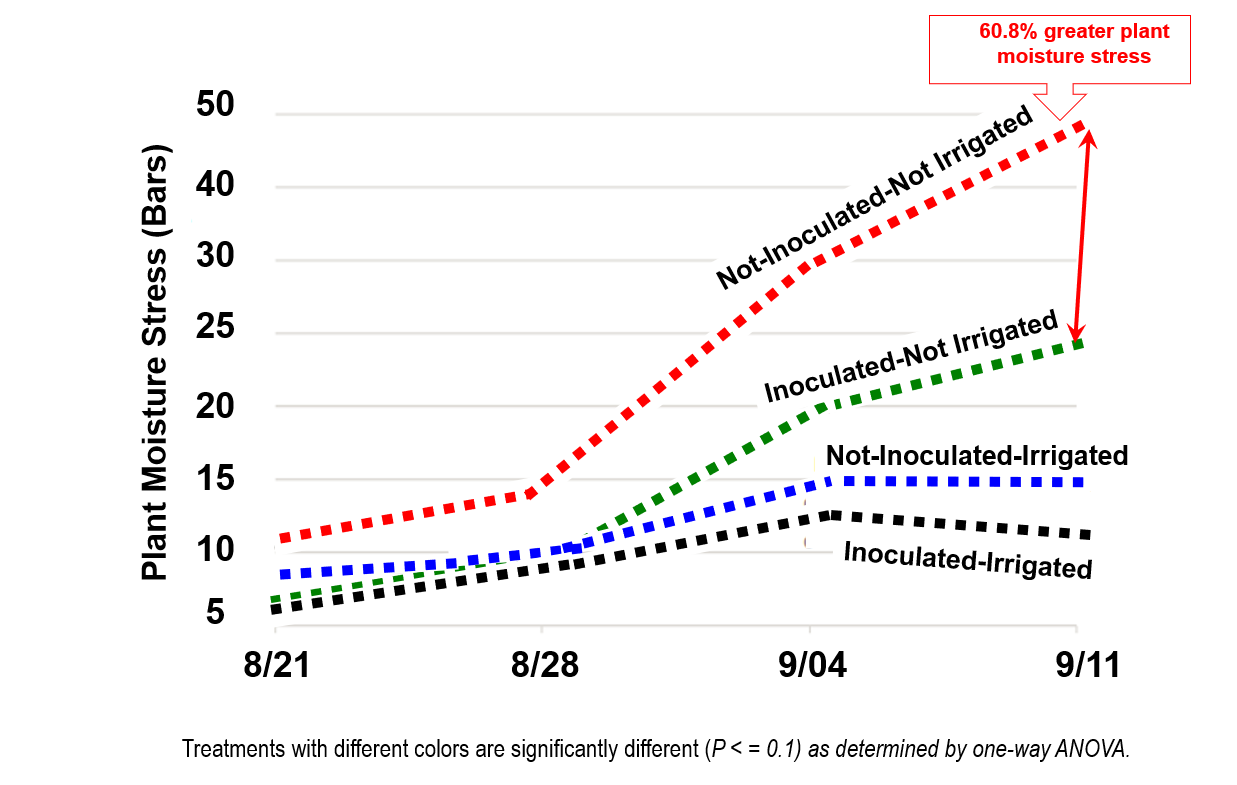 60.8% greater plant
moisture stress
Plant Moisture Stress (Bars)
50
40
30
25
20
15
10
5
Not-Inoculated-Not Irrigated
Inoculated-Not Irrigated
Not-Inoculated-Irrigated
Inoculated-Irrigated
8/21
8/28
9/04
9/11
Treatments with different colors are significantly different (P < = 0.1) as determined by one-way ANOVA.